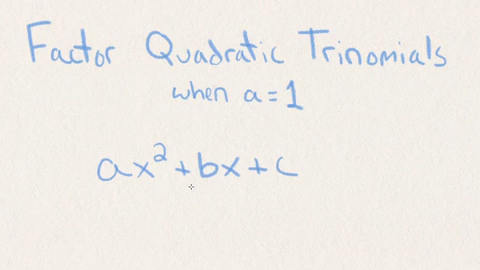 Factor Quadratic Trinomials
when a = 1
ax² + bx + c